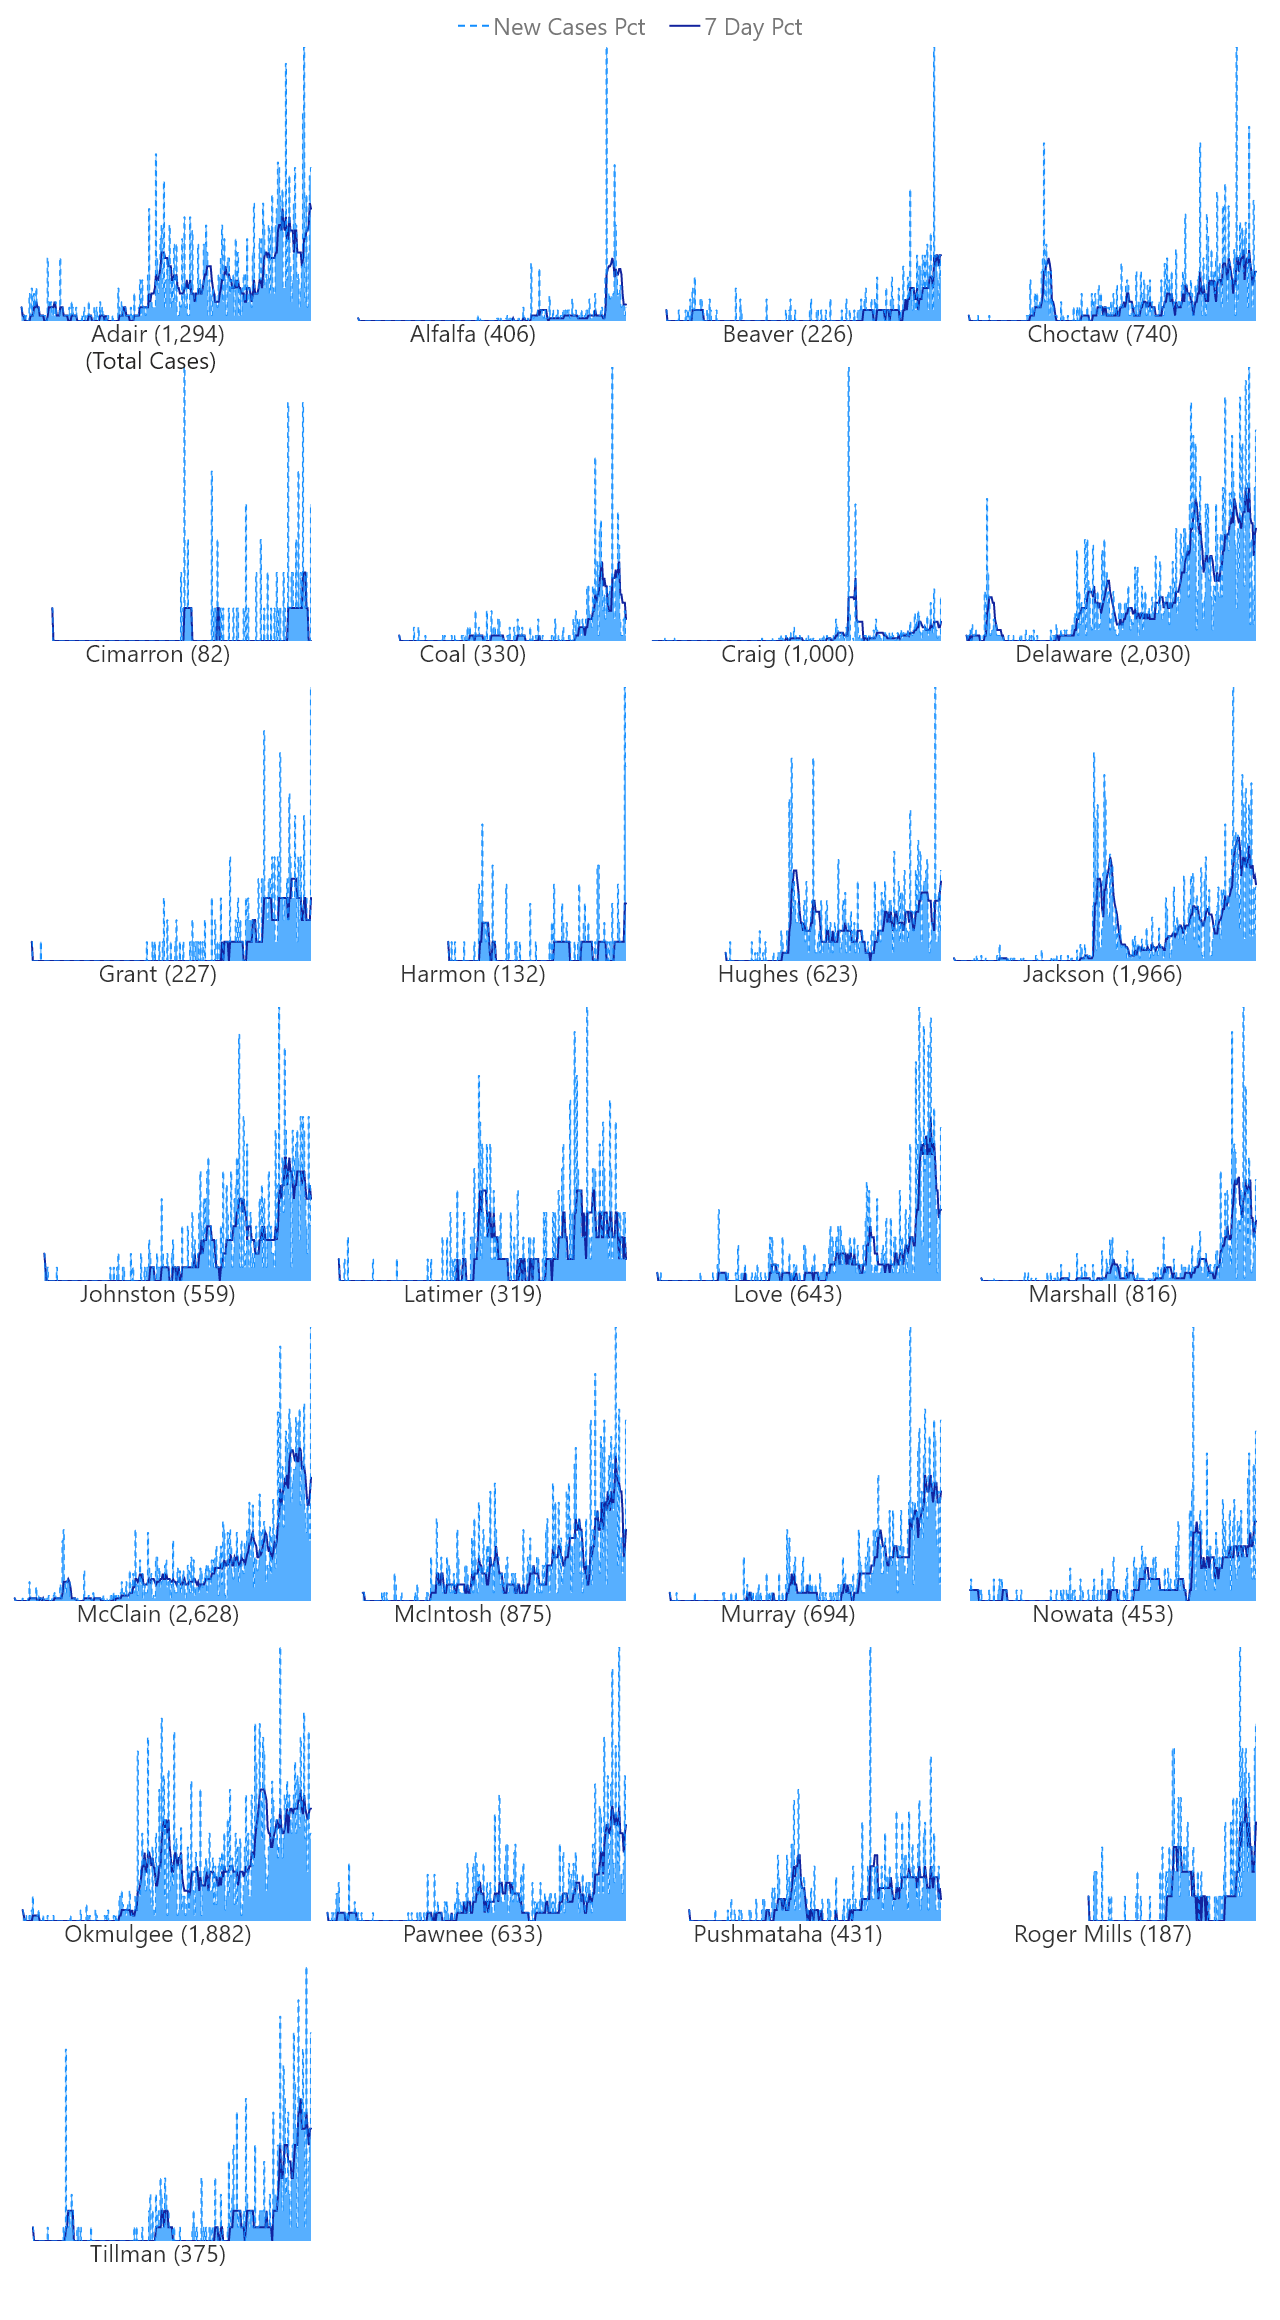 New Cases Pct 7 Day Pct
Adair (1,294) Alfalfa (406) Beaver (226) Choctaw (740)
(Total Cases)
Cimarron (82) Coal (330) Craig (1,000) Delaware (2,030)
Grant (227) Harmon (132) Hughes (623) Jackson (1,966)
Johnston (559) Latimer (319) Love (643) Marshall (816)
McClain (2,628) McIntosh (875) Murray (694) Nowata (453)
Okmulgee (1,882) Pawnee (633) Pushmataha (431) Roger Mills (187)
Tillman (375)